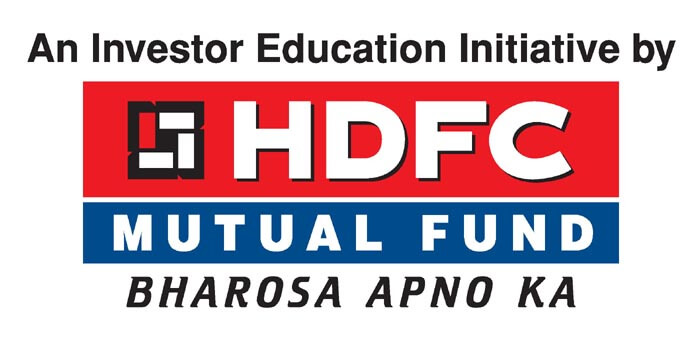 An Investor Education Initiative by
HDFC
MUTUAL FUND
BHAROSA APNO KA